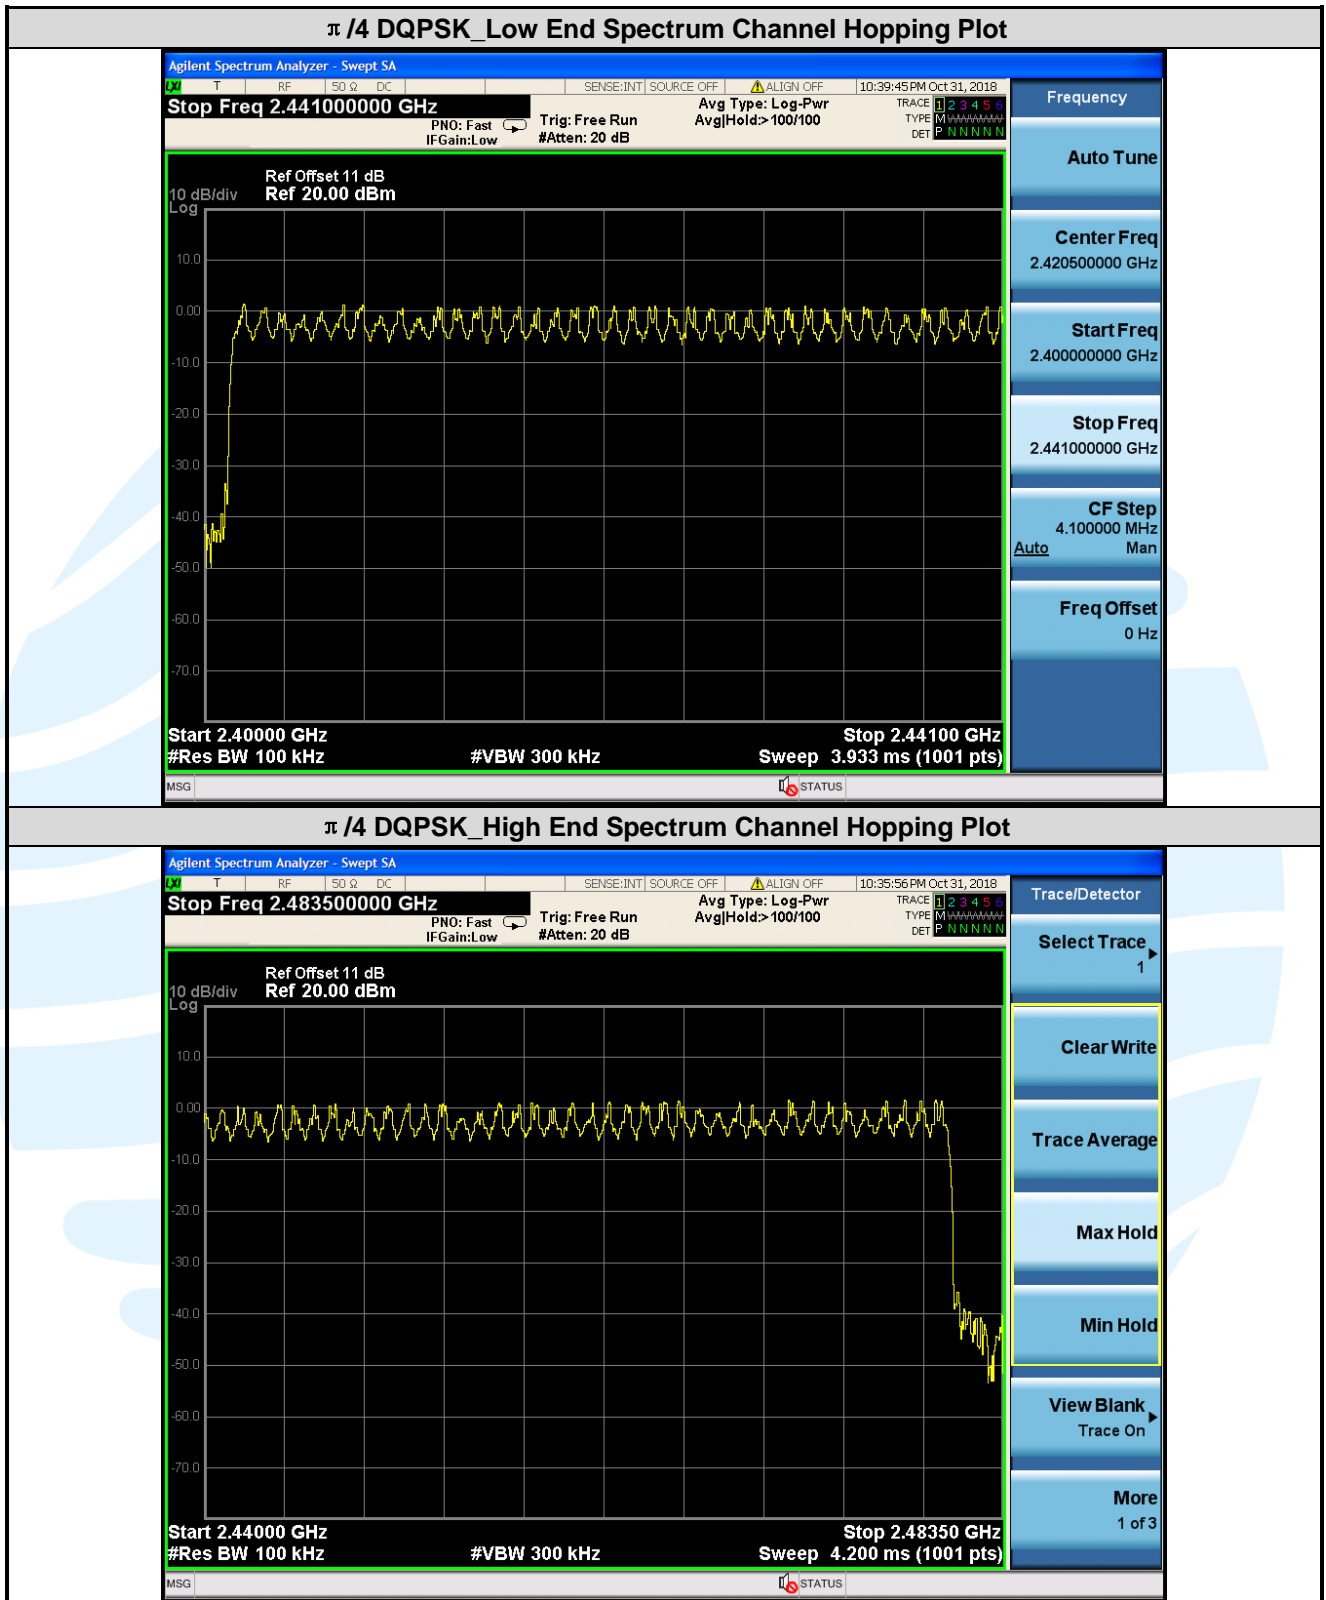 π/4 DQPSK_Low End Spectrum Channel Hopping Plot
Agilent Spectrum Analyzer - Swept SA
LXI T RF 50 Ω DC SENSE:INT SOURCE OFF ALIGN OFF 10:39:45 PM Oct 31, 2018
Stop Freq 2.441000000 GHz
PNO: Fast
IFGain:Low
Trig: Free Run
#Atten: 20 dB
Avg Type: Log-Pwr
Avg|Hold:>100/100
TRACE 1 2 3 4 5 6
TYPE M
DET P N N N N N
Ref Offset 11 dB
10 dB/div Ref 20.00 dBm
Log
10.0
0.00
-10.0
-20.0
-30.0
-40.0
-50.0
-60.0
-70.0
Start 2.40000 GHz Stop 2.44100 GHz
#Res BW 100 kHz #VBW 300 kHz Sweep 3.933 ms (1001 pts)
MSG STATUS
Frequency
Auto Tune
Center Freq
2.420500000 GHz
Start Freq
2.400000000 GHz
Stop Freq
2.441000000 GHz
CF Step
4.100000 MHz
Auto Man
Freq Offset
0 Hz
π/4 DQPSK_High End Spectrum Channel Hopping Plot
Agilent Spectrum Analyzer - Swept SA
LXI T RF 50 Ω DC SENSE:INT SOURCE OFF ALIGN OFF 10:35:56 PM Oct 31, 2018
Stop Freq 2.483500000 GHz
PNO: Fast
IFGain:Low
Trig: Free Run
#Atten: 20 dB
Avg Type: Log-Pwr
Avg|Hold:>100/100
TRACE 1 2 3 4 5 6
TYPE M
DET P N N N N N
Ref Offset 11 dB
10 dB/div Ref 20.00 dBm
Log
10.0
0.00
-10.0
-20.0
-30.0
-40.0
-50.0
-60.0
-70.0
Start 2.44000 GHz Stop 2.48350 GHz
#Res BW 100 kHz #VBW 300 kHz Sweep 4.200 ms (1001 pts)
MSG STATUS
Trace/Detector
Select Trace
1
Clear Write
Trace Average
Max Hold
Min Hold
View Blank
Trace On
More
1 of 3